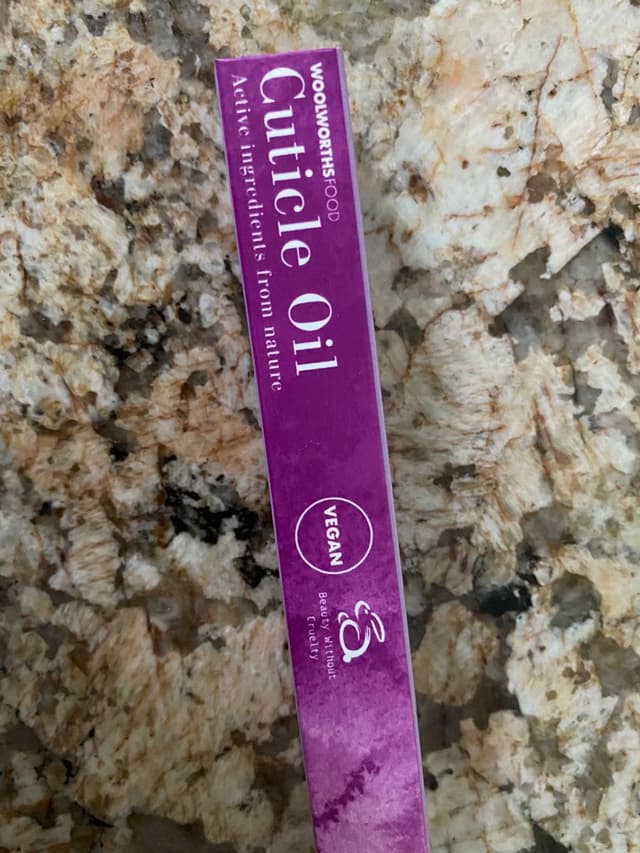 WOOLWORTHSFOOD
Cuticle Oil
Active ingredients from nature
VEGAN
Beauty Without
Cruelty